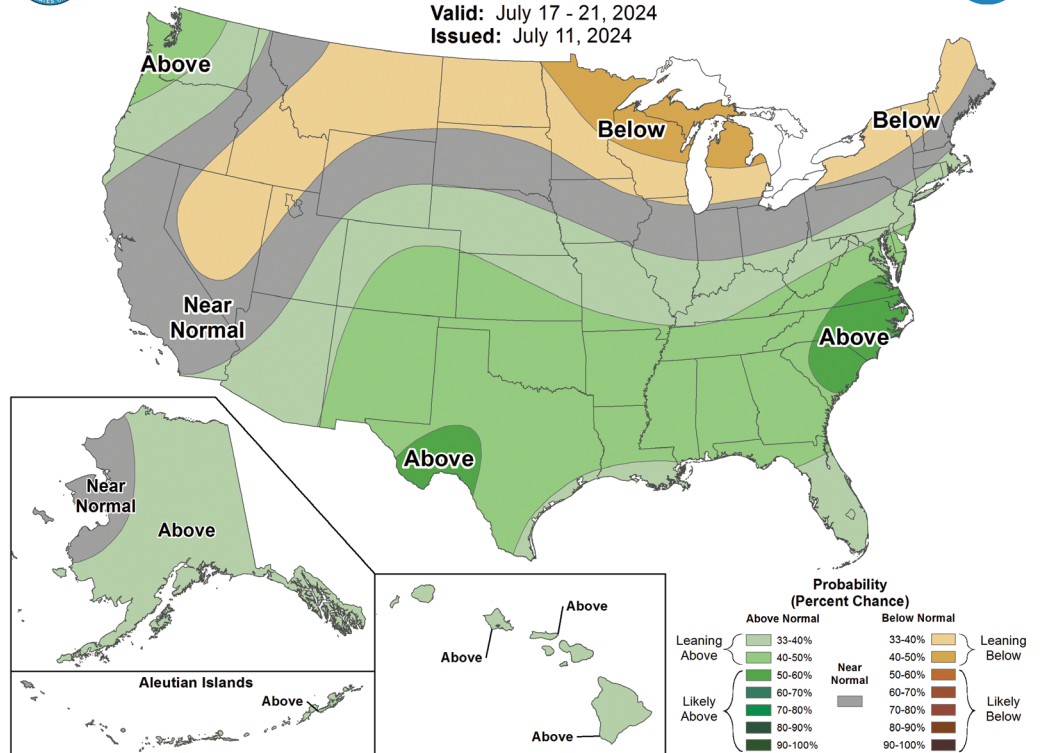 Valid: July 17 - 21, 2024
Issued: July 11, 2024
Above
Below
Below
Near
Normal
Above
Above
Near
Normal
Above
Above
Above
Above
Aleutian Islands
Above
Probability
(Percent Chance)
Above Normal
Below Normal
Leaning
Above
33-40%
40-50%
Likely
Above
50-60%
60-70%
70-80%
80-90%
90-100%
Near
Normal
33-40%
40-50%
Leaning
Below
50-60%
60-70%
70-80%
80-90%
90-100%
Likely
Below